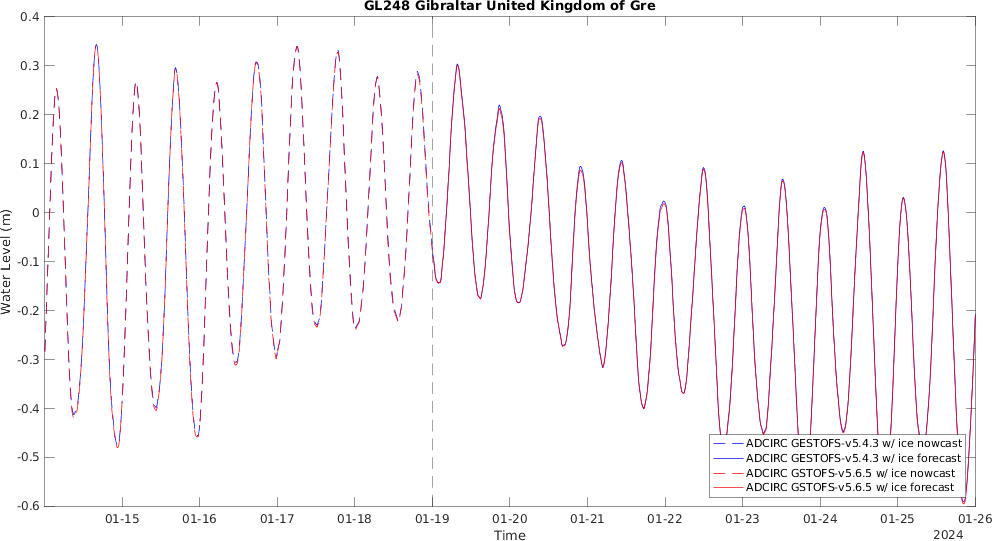 GL248 Gibraltar United Kingdom of Gre
Water Level (m)
0.4
0.3
0.2
0.1
0
-0.1
-0.2
-0.3
-0.4
-0.5
-0.6
ADCIRC GESTOFS-v5.4.3 w/ ice nowcast
ADCIRC GESTOFS-v5.4.3 w/ ice forecast
ADCIRC GSTOFS-v5.6.5 w/ ice nowcast
ADCIRC GSTOFS-v5.6.5 w/ ice forecast
01-15 01-16 01-17 01-18 01-19 01-20 01-21 01-22 01-23 01-24 01-25 01-26
Time
2024